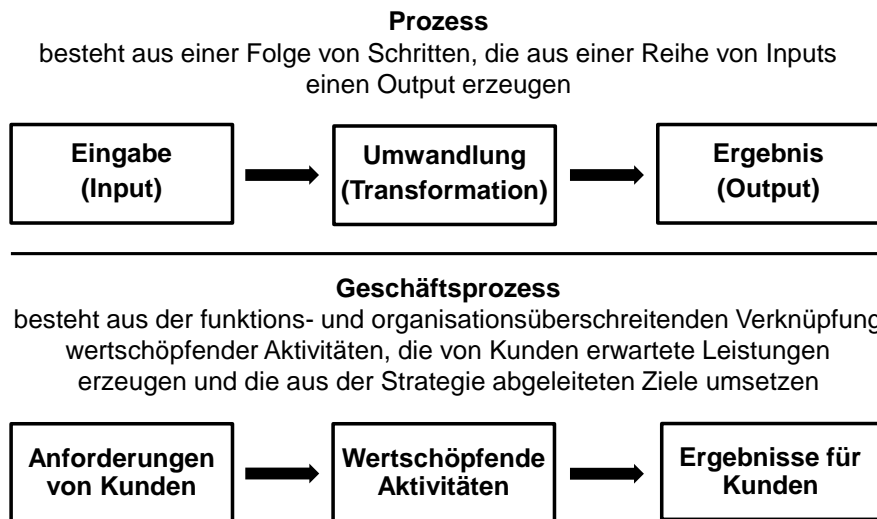 Prozess
besteht aus einer Folge von Schritten, die aus einer Reihe von Inputs
einen Output erzeugen
Eingabe
(Input)
Umwandlung
(Transformation)
Ergebnis
(Output)
Geschäftsprozess
besteht aus der funktions- und organisationsüberschreitenden Verknüpfung
wertschöpfender Aktivitäten, die von Kunden erwartete Leistungen
erzeugen und die aus der Strategie abgeleiteten Ziele umsetzen
Anforderungen
von Kunden
Wertschöpfende
Aktivitäten
Ergebnisse für
Kunden